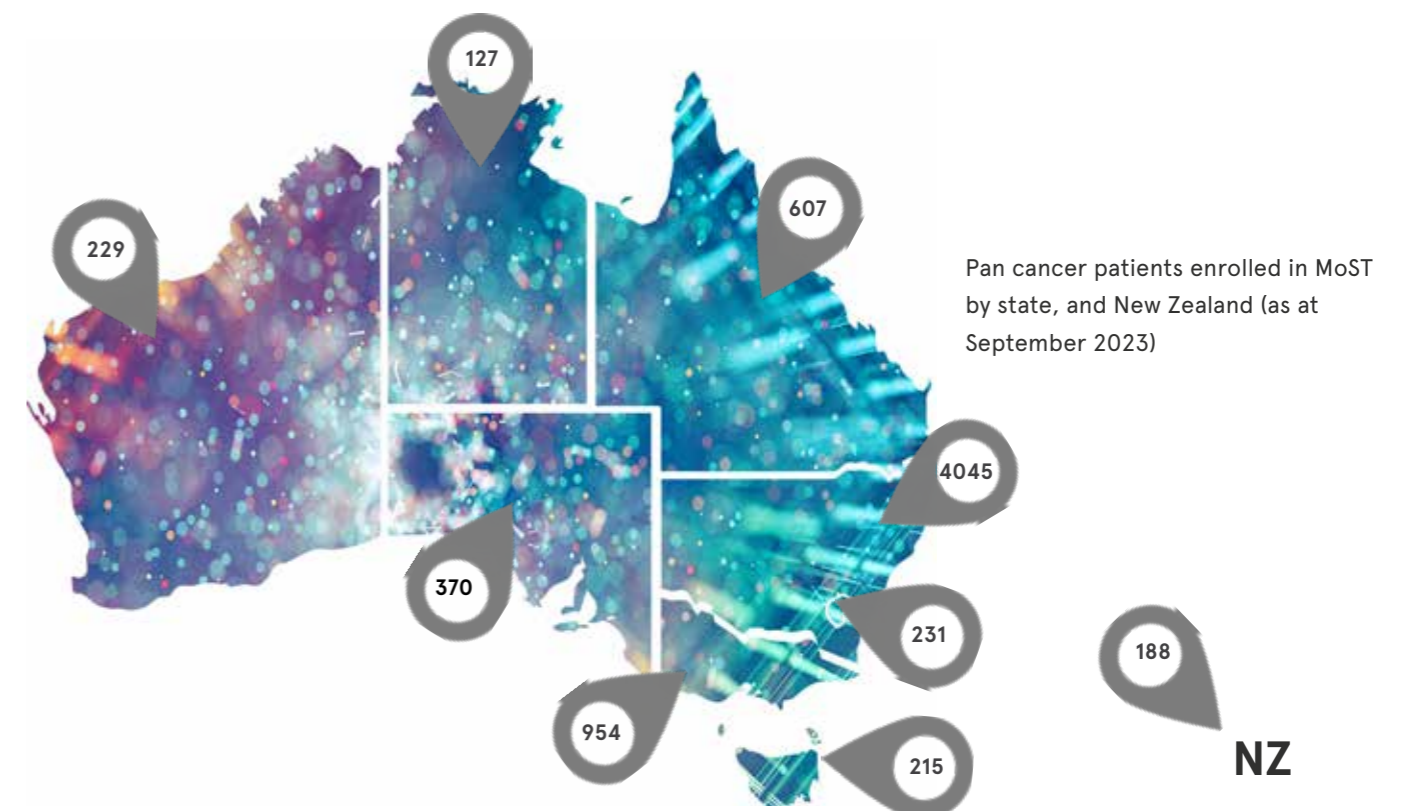 127
607
229
Pan cancer patients enrolled in MoST
by state, and New Zealand (as at
September 2023)
4045
370
231
188
954
215
NZ